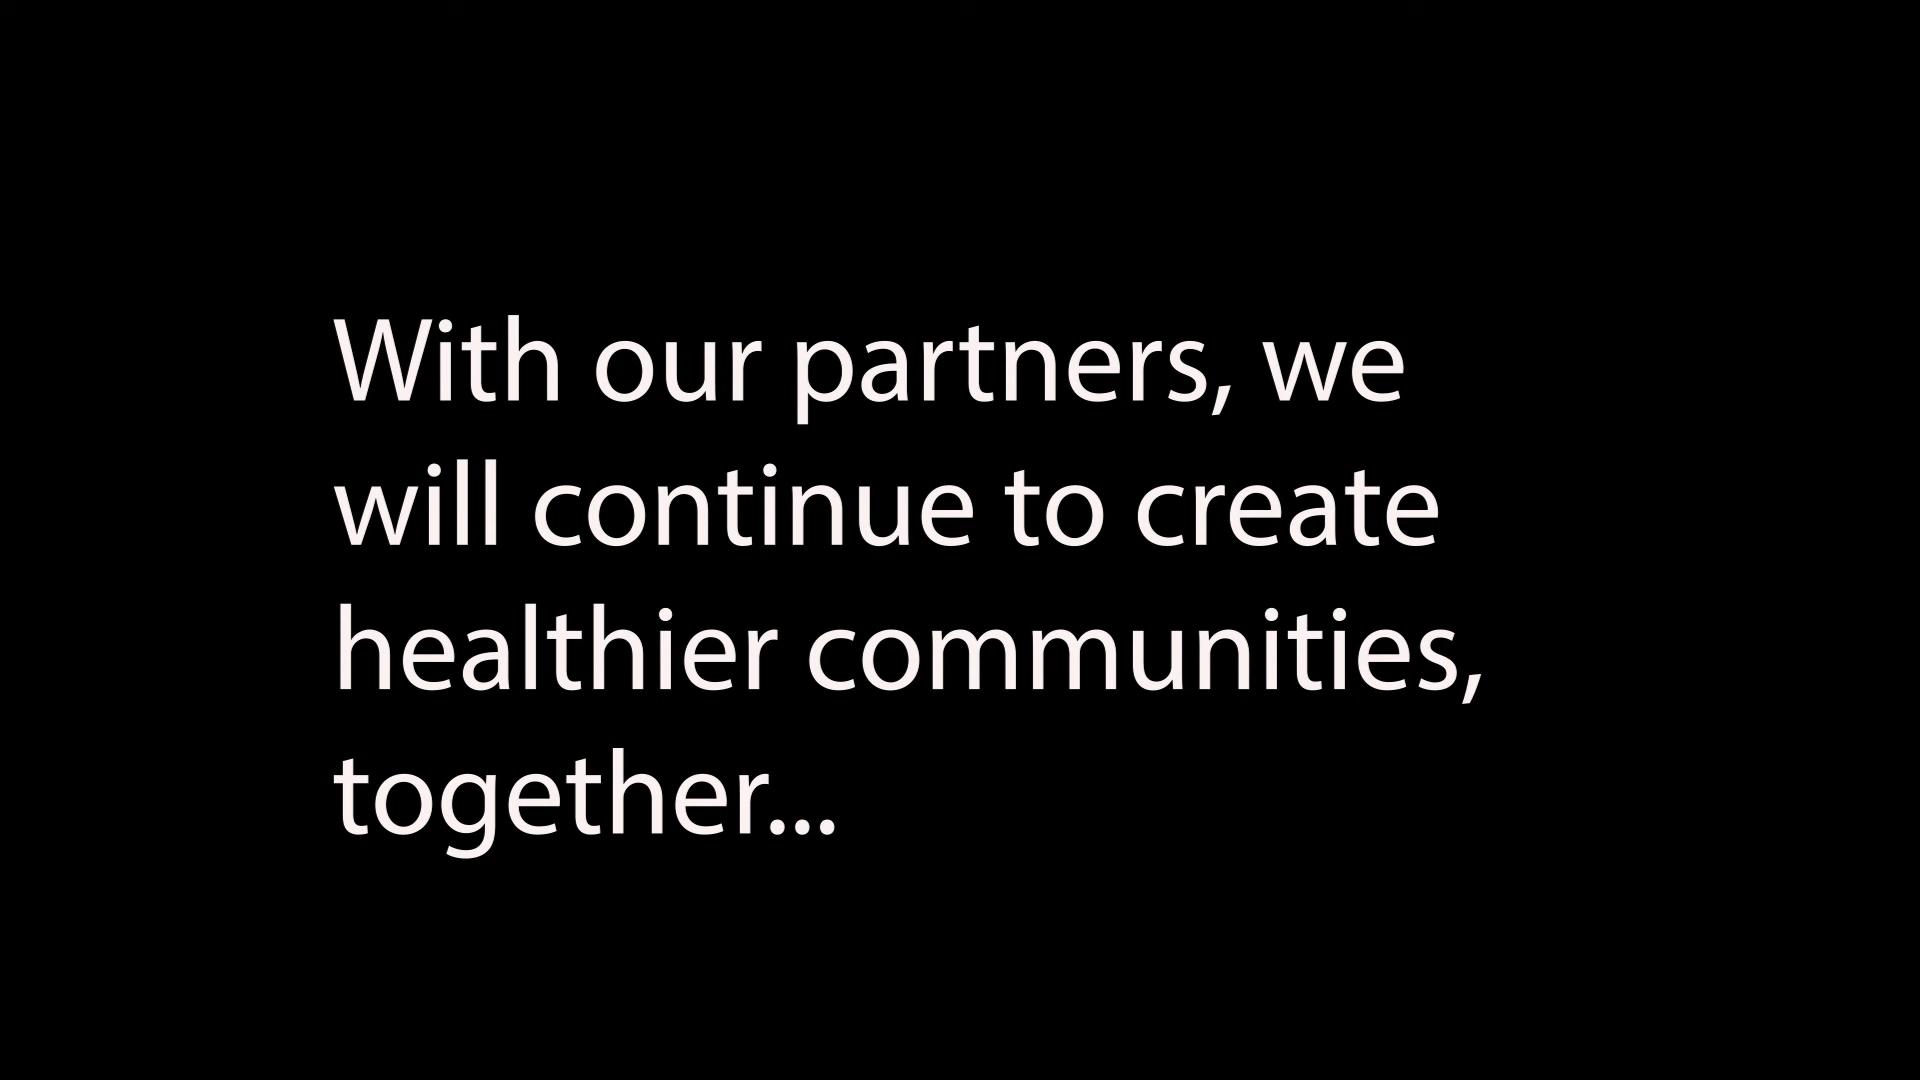 With our partners, we
will continue to create
healthier communities,
together...